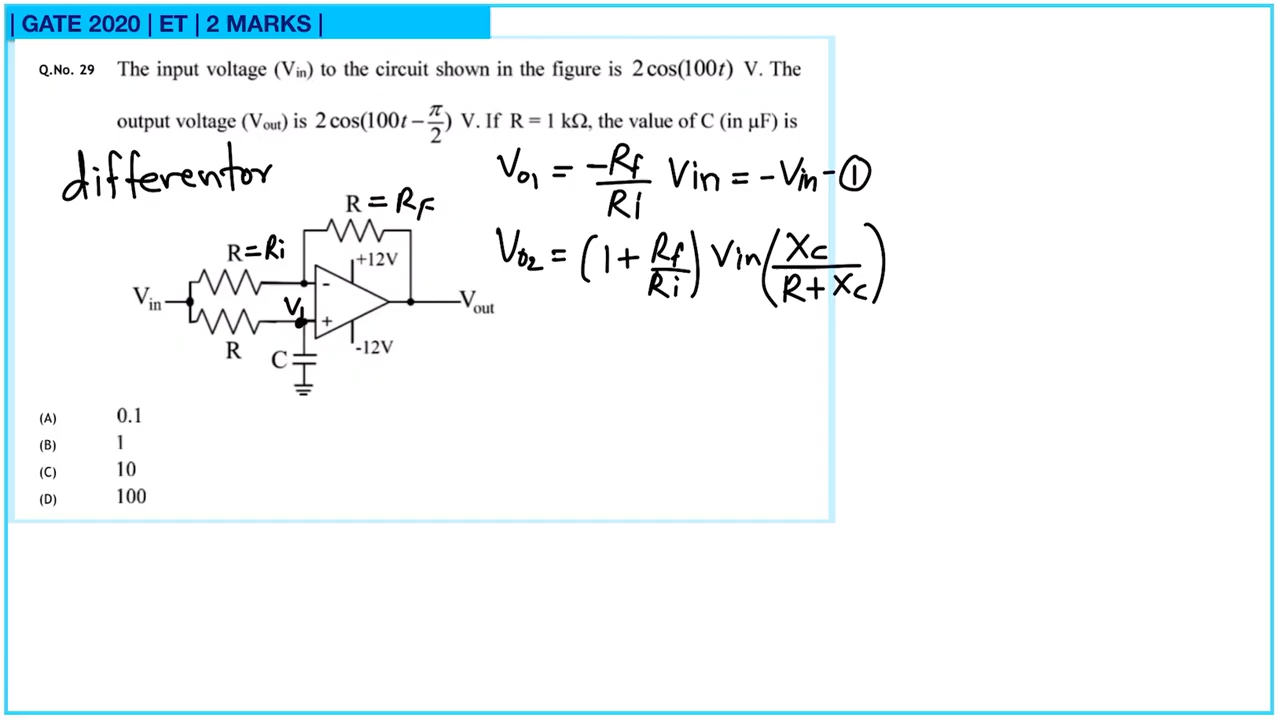 | GATE 2020 | ET | 2 MARKS |
Q.No. 29 The input voltage (Vin) to the circuit shown in the figure is 2cos(100t) V. The
output voltage (Vout) is 2cos(100t − π/2) V. If R = 1 kΩ, the value of C (in μF) is
differentor
Vo1 = -Rf/Ri Vin = -Vin - ①
R = RF
R=Ri
+12V
Vo2 = (1 + Rf/Ri) Vin (Xc/(R + Xc))
Vin
V1
-
+
Vout
R
C
-12V
(A) 0.1
(B) 1
(C) 10
(D) 100